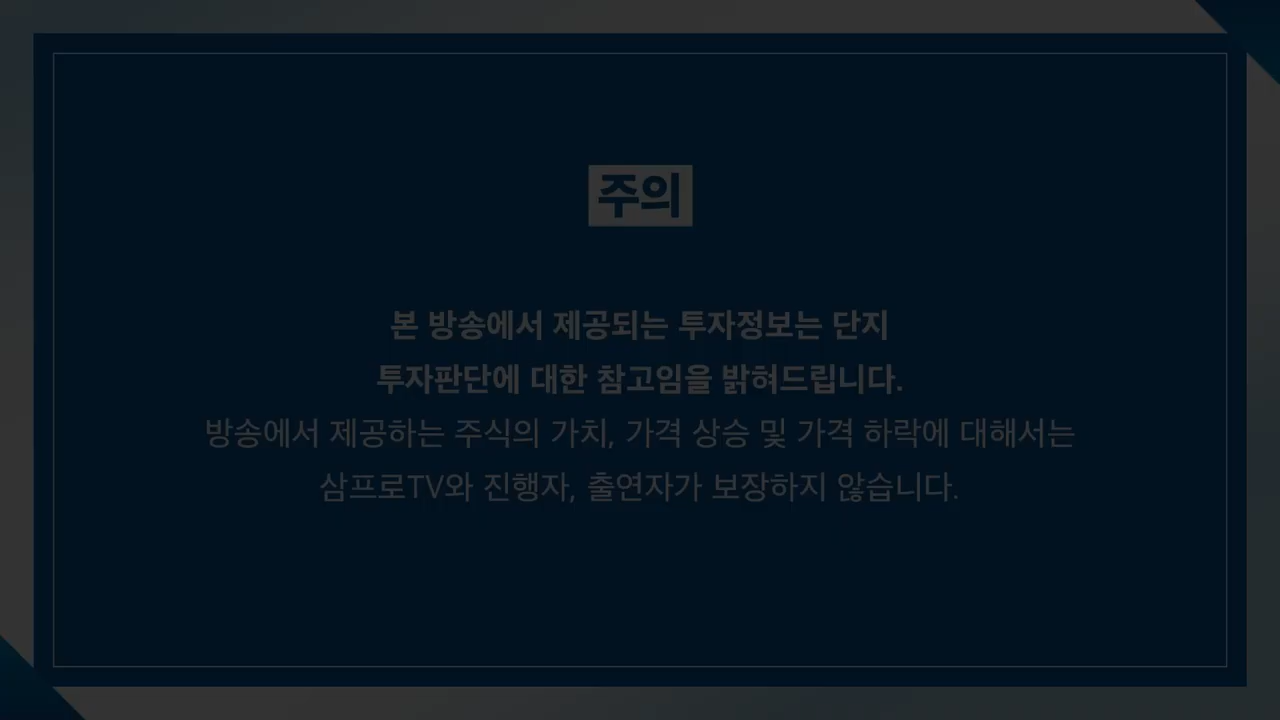 주의
본 방송에서 제공되는 투자정보는 단지
투자판단에 대한 참고임을 밝혀드립니다.
방송에서 제공하는 주식의 가치, 가격 상승 및 가격 하락에 대해서는
삼프로TV와 진행자, 출연자가 보장하지 않습니다.